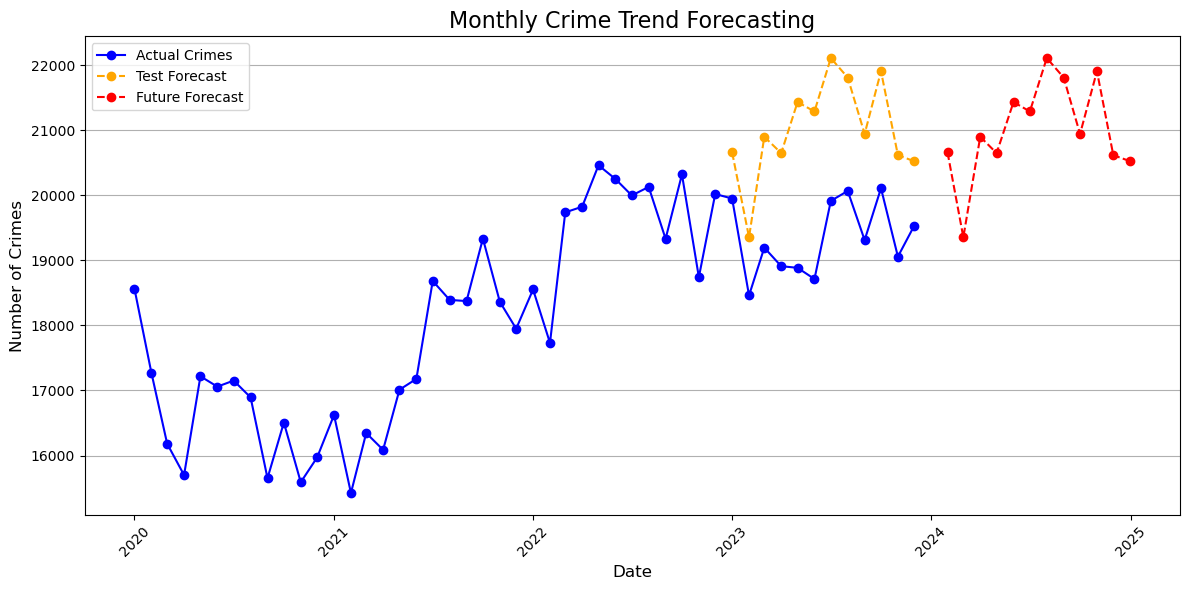 Monthly Crime Trend Forecasting
Actual Crimes
Test Forecast
Future Forecast
Number of Crimes
22000
21000
20000
19000
18000
17000
16000
2020
2021
2022
2023
2024
2025
Date